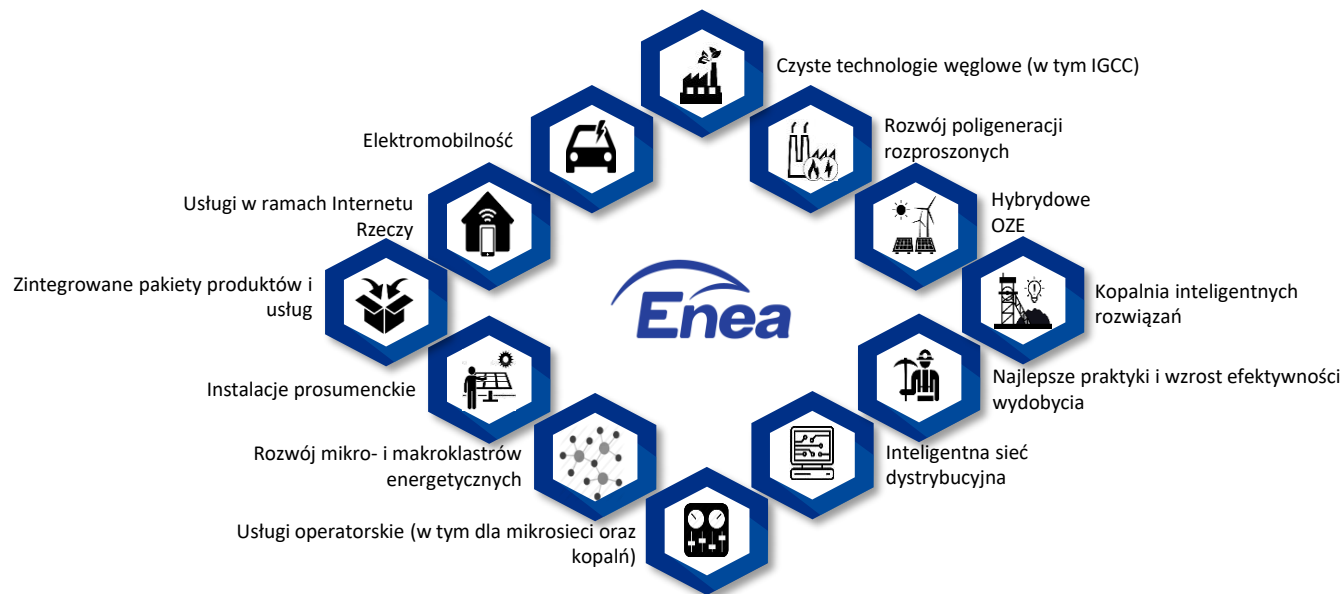 Czyste technologie węglowe (w tym IGCC)
Elektromobilność
Rozwój poligeneracji
rozproszonych
Usługi w ramach Internetu
Rzeczy
Hybrydowe
OZE
Zintegrowane pakiety produktów i
usług
Enea
Kopalnia inteligentnych
rozwiązań
Instalacje prosumenckie
Najlepsze praktyki i wzrost efektywności
wydobycia
Rozwój mikro- i makroklastrów
energetycznych
Inteligentna sieć
dystrybucyjna
Usługi operatorskie (w tym dla mikrosieci oraz
kopalń)